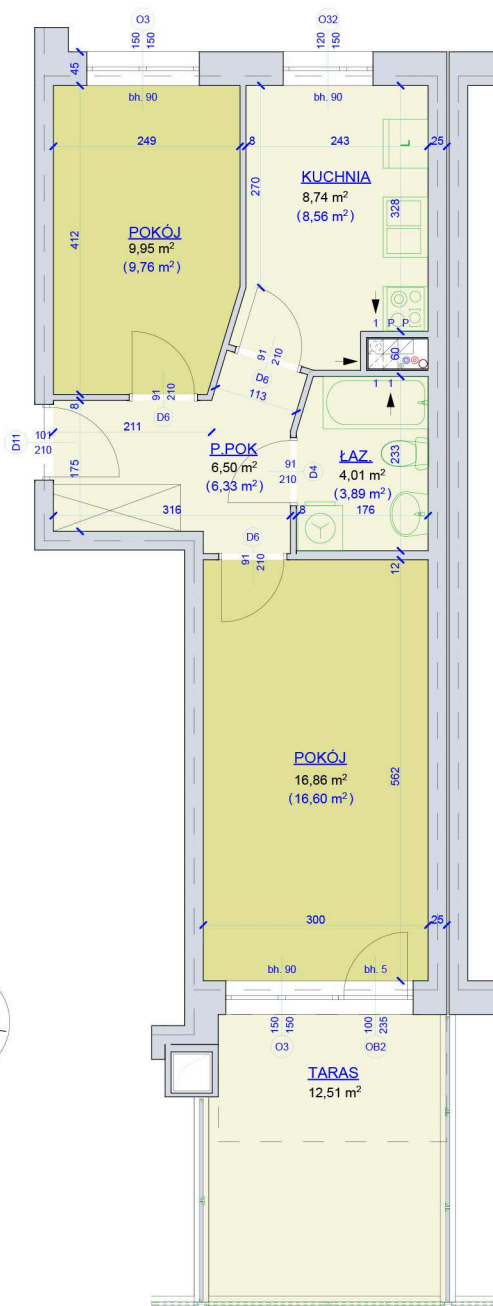 O3
150
150
O32
120
150
45
bh. 90
bh. 90
249
8
243
25
L
KUCHNIA
8,74 m²
(8,56 m²)
270
328
412
POKÓJ
9,95 m²
(9,76 m²)
1
P
P
60
91
210
D6
113
1
1
8
91
210
D6
D11
101
210
211
175
P.POK
6,50 m²
(6,33 m²)
91
210
D4
ŁAZ.
4,01 m²
(3,89 m²)
233
316
8
176
D6
91
210
12
POKÓJ
16,86 m²
(16,60 m²)
562
300
25
bh. 90
bh. 5
150
150
O3
100
235
OB2
TARAS
12,51 m²